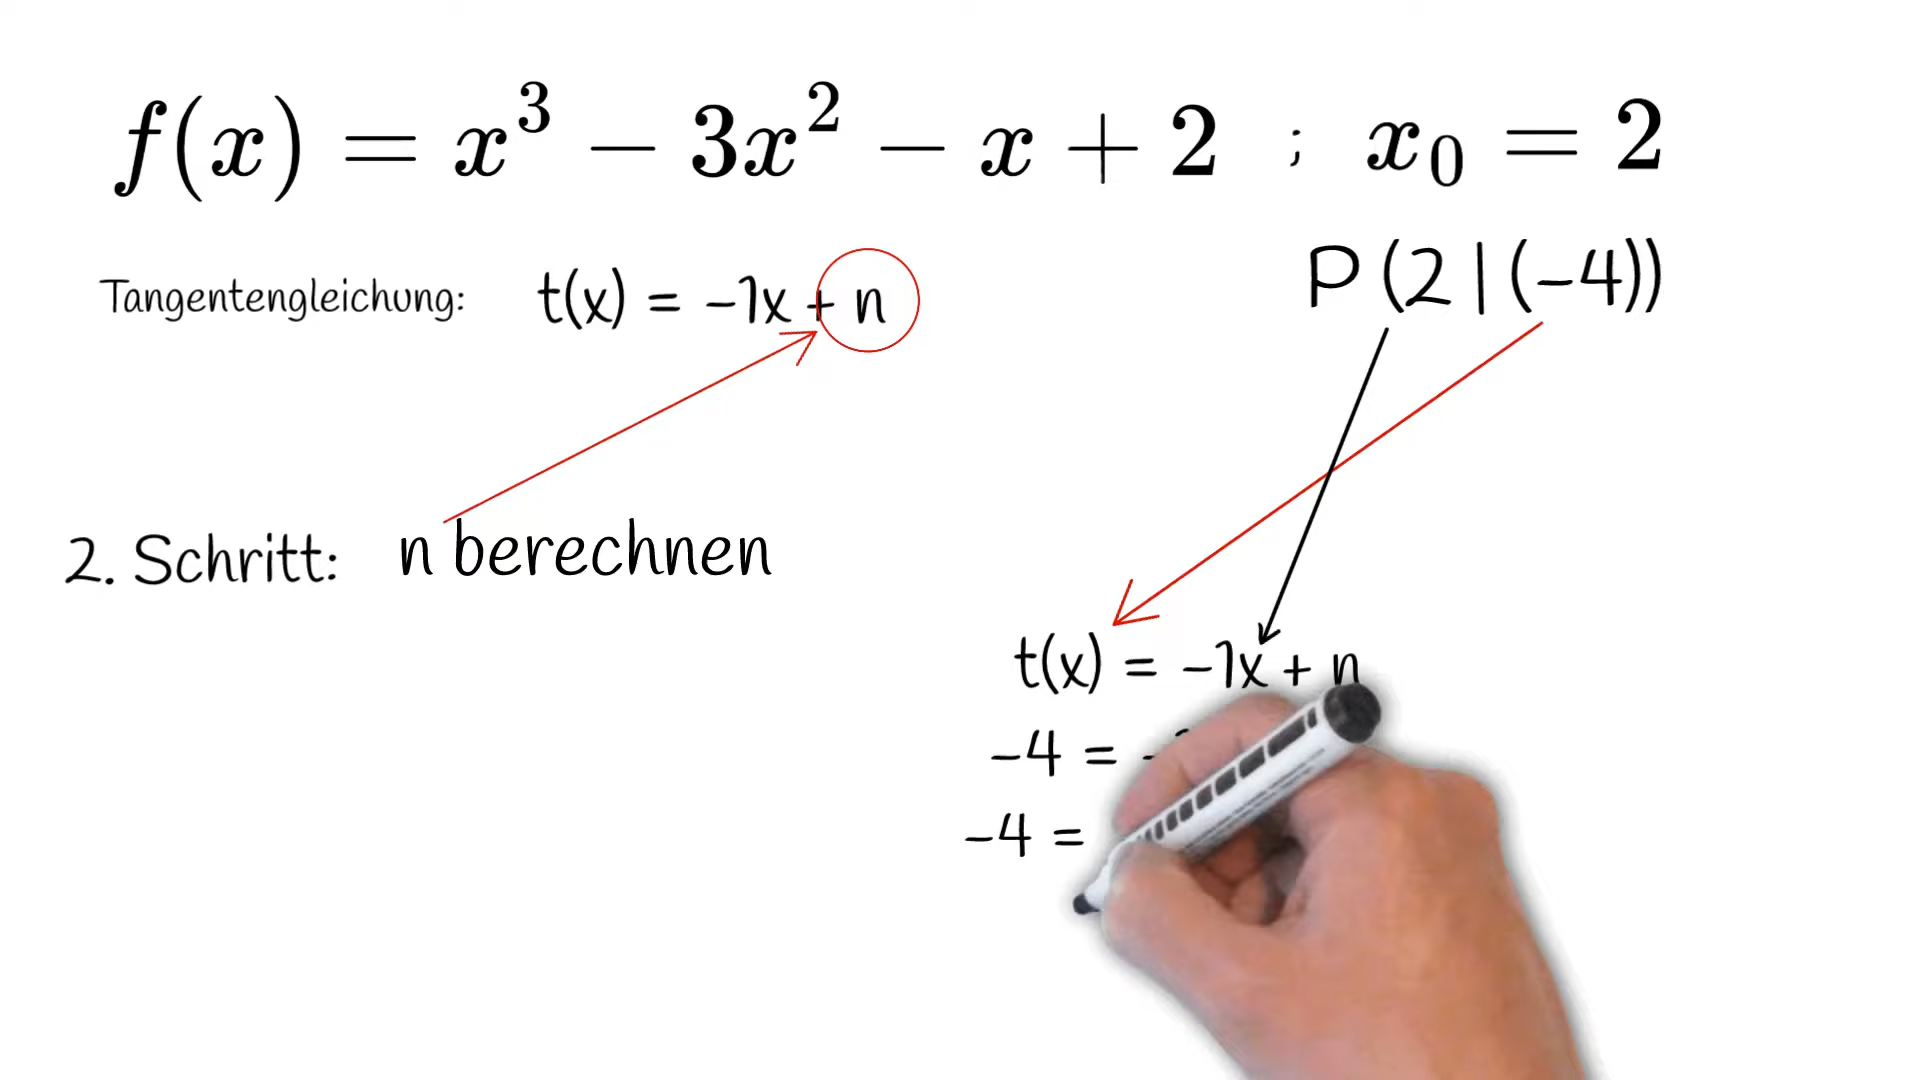 f(x) = x³ − 3x² − x + 2 ; x₀ = 2
P (2 | (−4))
Tangentengleichung: t(x) = −1x + n
2. Schritt: n berechnen
t(x) = −1x + n
−4 = −
−4 =